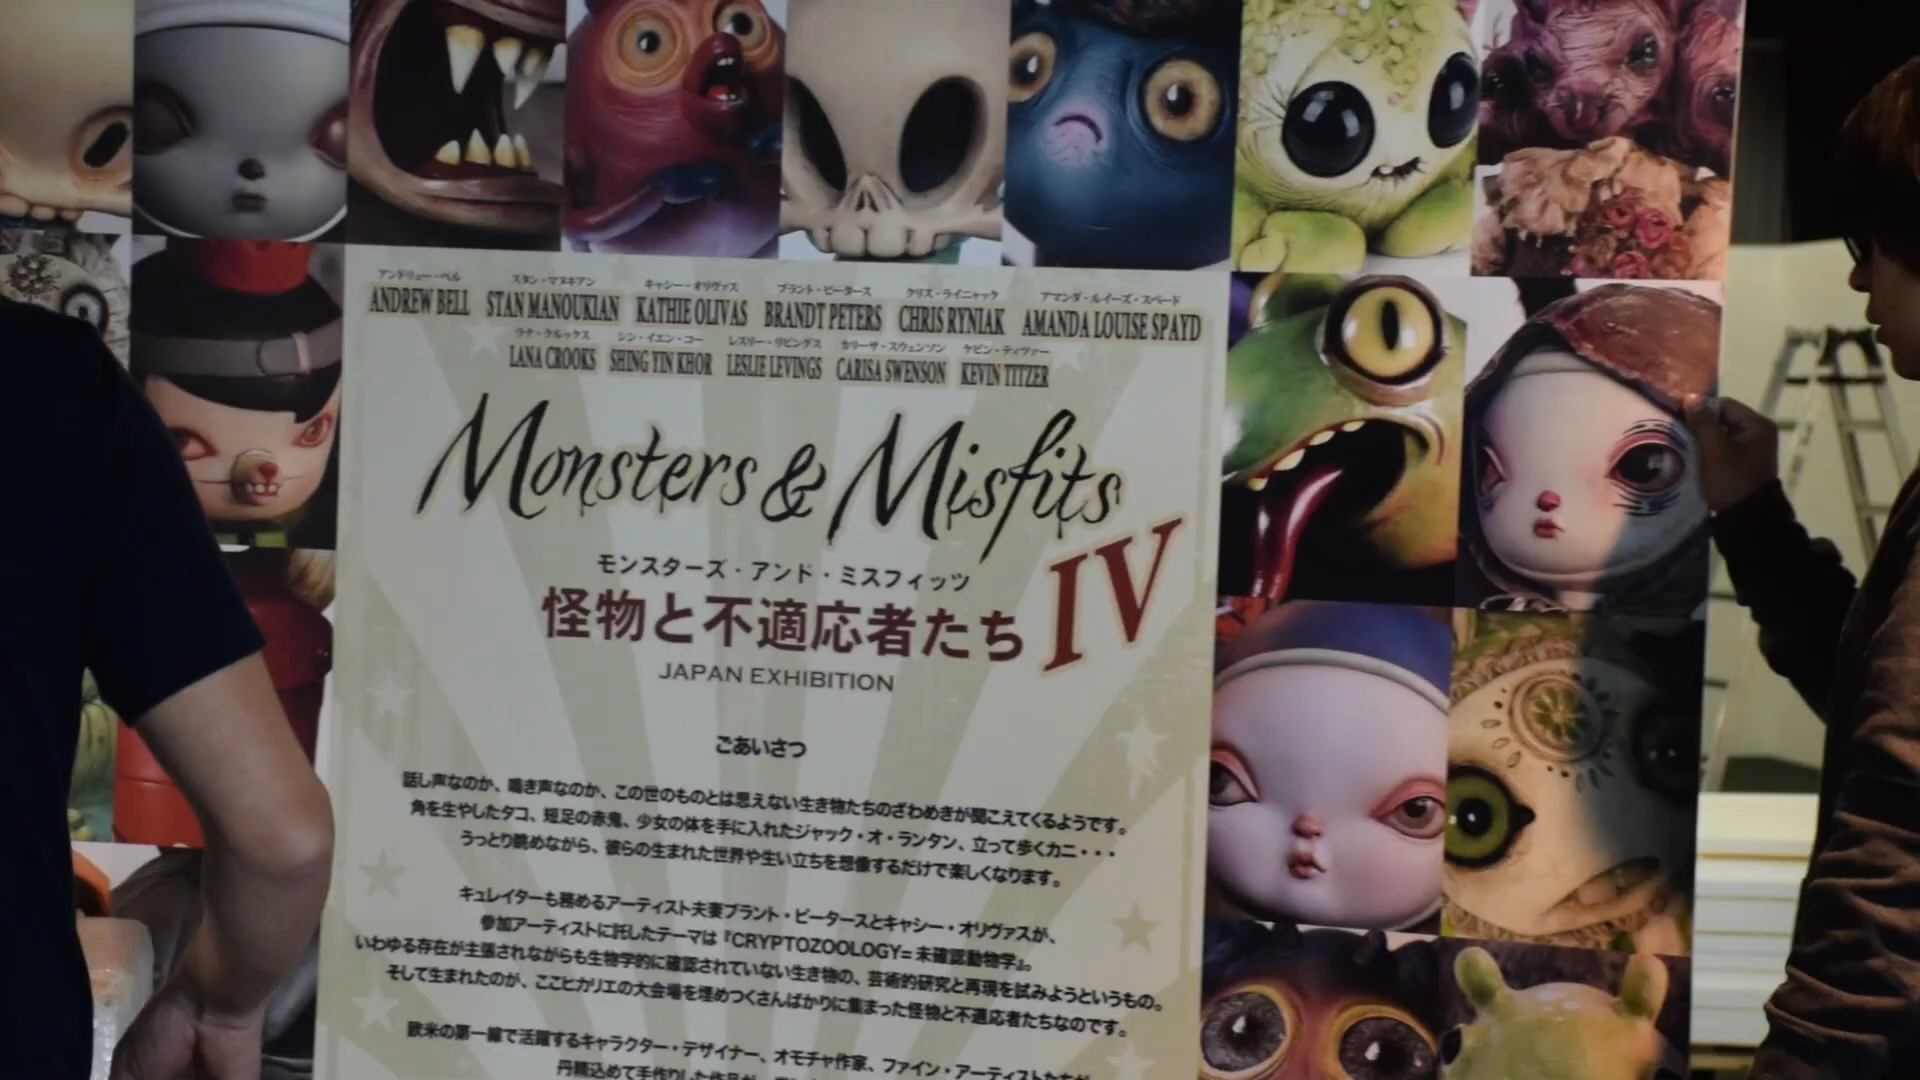 アンドリュー・ベル スタン・マヌキアン キャシー・オリヴァス ブラント・ピータース クリス・ライニャック アマンダ・ルイーズ・スペード
ANDREW BELL STAN MANOUKIAN KATHIE OLIVAS BRANDT PETERS CHRIS RYNIAK AMANDA LOUISE SPAYD
ラナ・クルックス シン・イエン・コー レスリー・リビングス カリーサ・スウェンソン ケビン・ティツァー
LANA CROOKS SHING YIN KHOR LESLIE LEVINGS CARISA SWENSON KEVIN TITZER
Monsters & Misfits
IV
モンスターズ・アンド・ミスフィッツ
怪物と不適応者たち
JAPAN EXHIBITION
ごあいさつ
話し声なのか、鳴き声なのか、この世のものとは思えない生き物たちのざわめきが聞こえてくるようです。
角を生やしたタコ、短足の赤鬼、少女の体を手に入れたジャック・オ・ランタン、立って歩くカニ・・・
うっとり眺めながら、彼らの生まれた世界や生い立ちを想像するだけで楽しくなります。
キュレイターも務めるアーティスト夫妻ブラント・ピータースとキャシー・オリヴァスが、
参加アーティストに託したテーマは『CRYPTOZOOLOGY=未確認動物学』。
いわゆる存在が主張されながらも生物学的に確認されていない生き物の、芸術的研究と再現を試みようというもの。
そして生まれたのが、ここヒカリエの大会場を埋めつくさんばかりに集まった怪物と不適応者たちなのです。
欧米の第一線で活躍するキャラクター・デザイナー、オモチャ作家、ファイン・アーティストたちが
丹精込めて手作りした作品が